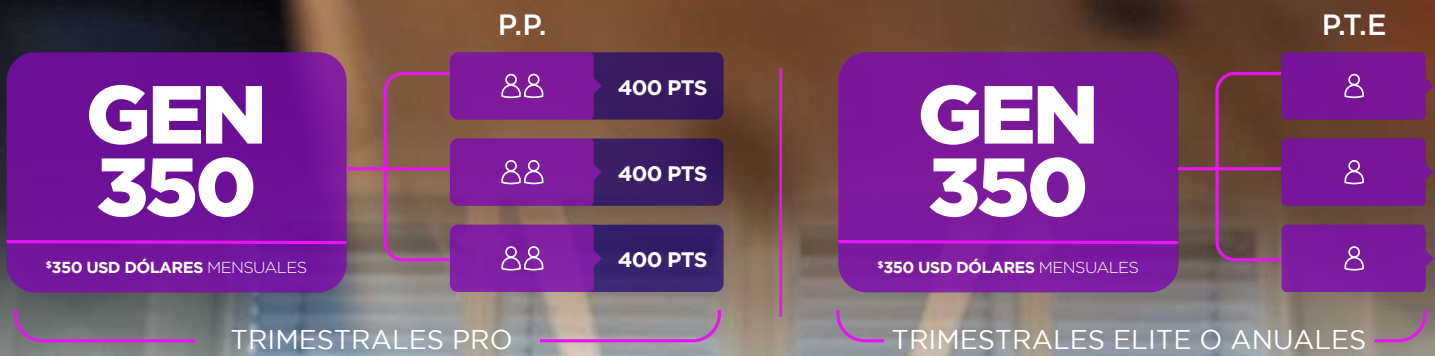 P.P.
GEN
350
$350 USD DÓLARES MENSUALES
400 PTS
400 PTS
400 PTS
TRIMESTRALES PRO
P.T.E
GEN
350
$350 USD DÓLARES MENSUALES
TRIMESTRALES ELITE O ANUALES